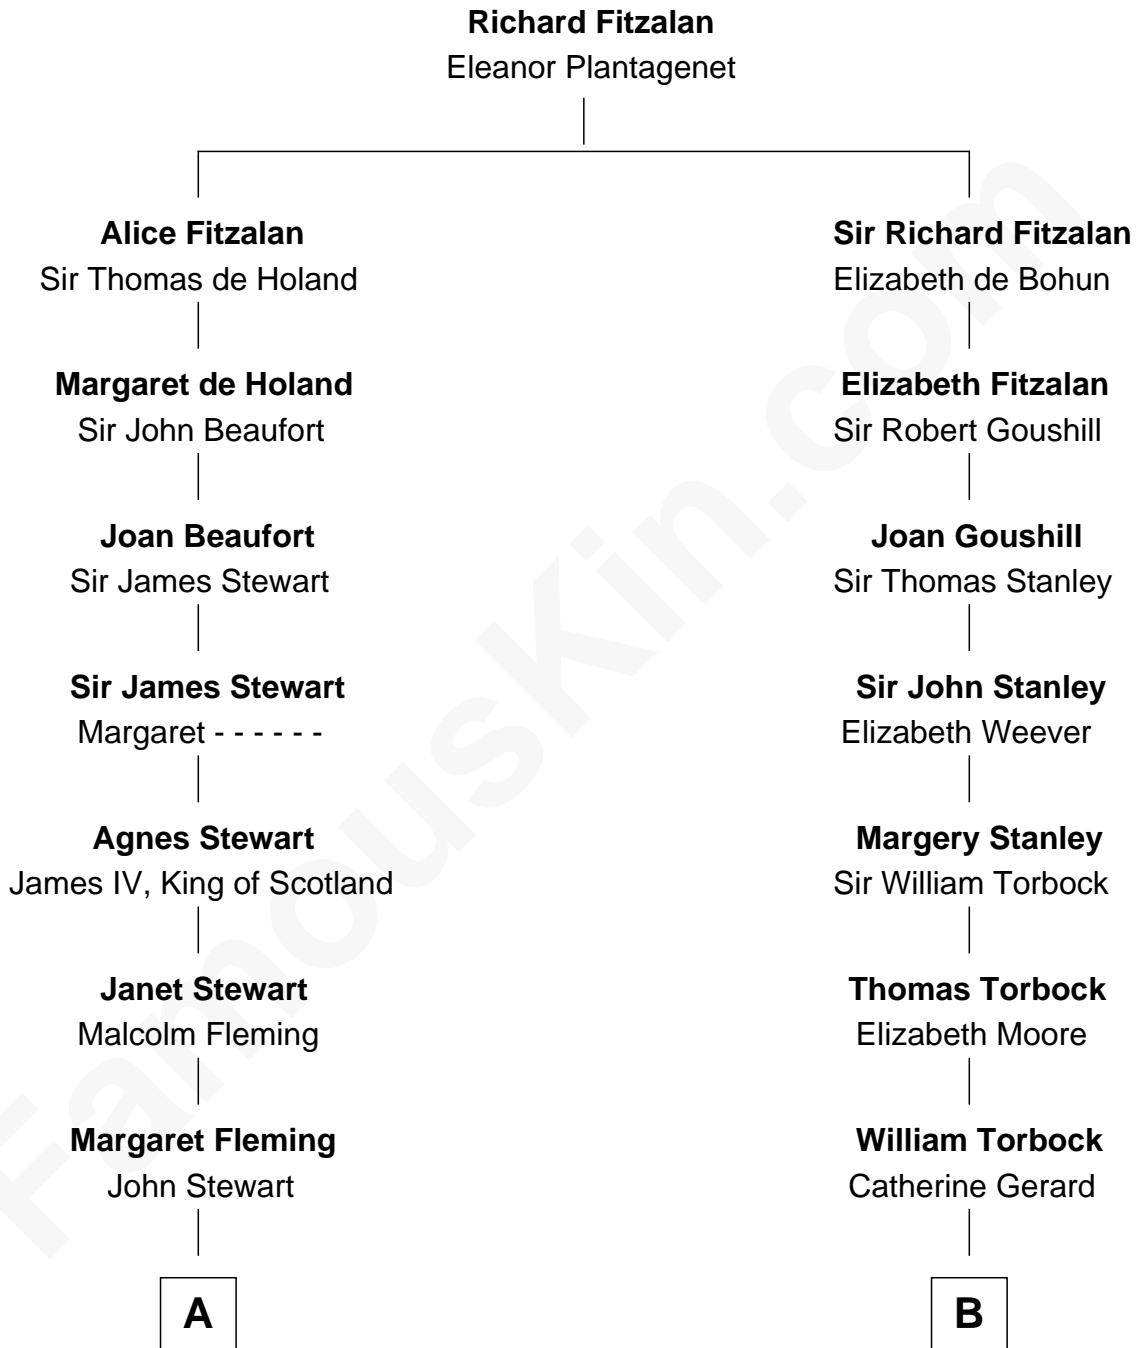 Richard Fitzalan
Eleanor Plantagenet
Alice Fitzalan
Sir Thomas de Holand
Margaret de Holand
Sir John Beaufort
Joan Beaufort
Sir James Stewart
Sir James Stewart
Margaret - - - - - -
Agnes Stewart
James IV, King of Scotland
Janet Stewart
Malcolm Fleming
Margaret Fleming
John Stewart
A
Sir Richard Fitzalan
Elizabeth de Bohun
Elizabeth Fitzalan
Sir Robert Goushill
Joan Goushill
Sir Thomas Stanley
Sir John Stanley
Elizabeth Weever
Margery Stanley
Sir William Torbock
Thomas Torbock
Elizabeth Moore
William Torbock
Catherine Gerard
B
FamousKin.com